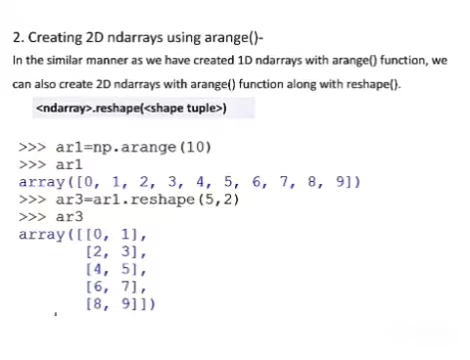 2. Creating 2D ndarrays using arange()-
In the similar manner as we have created 1D ndarrays with arange() function, we
can also create 2D ndarrays with arange() function along with reshape().
<ndarray>.reshape(<shape tuple>)
>>> ar1=np.arange(10)
>>> ar1
array([0, 1, 2, 3, 4, 5, 6, 7, 8, 9])
>>> ar3=ar1.reshape(5,2)
>>> ar3
array([[0, 1],
[2, 3],
[4, 5],
[6, 7],
[8, 9]])